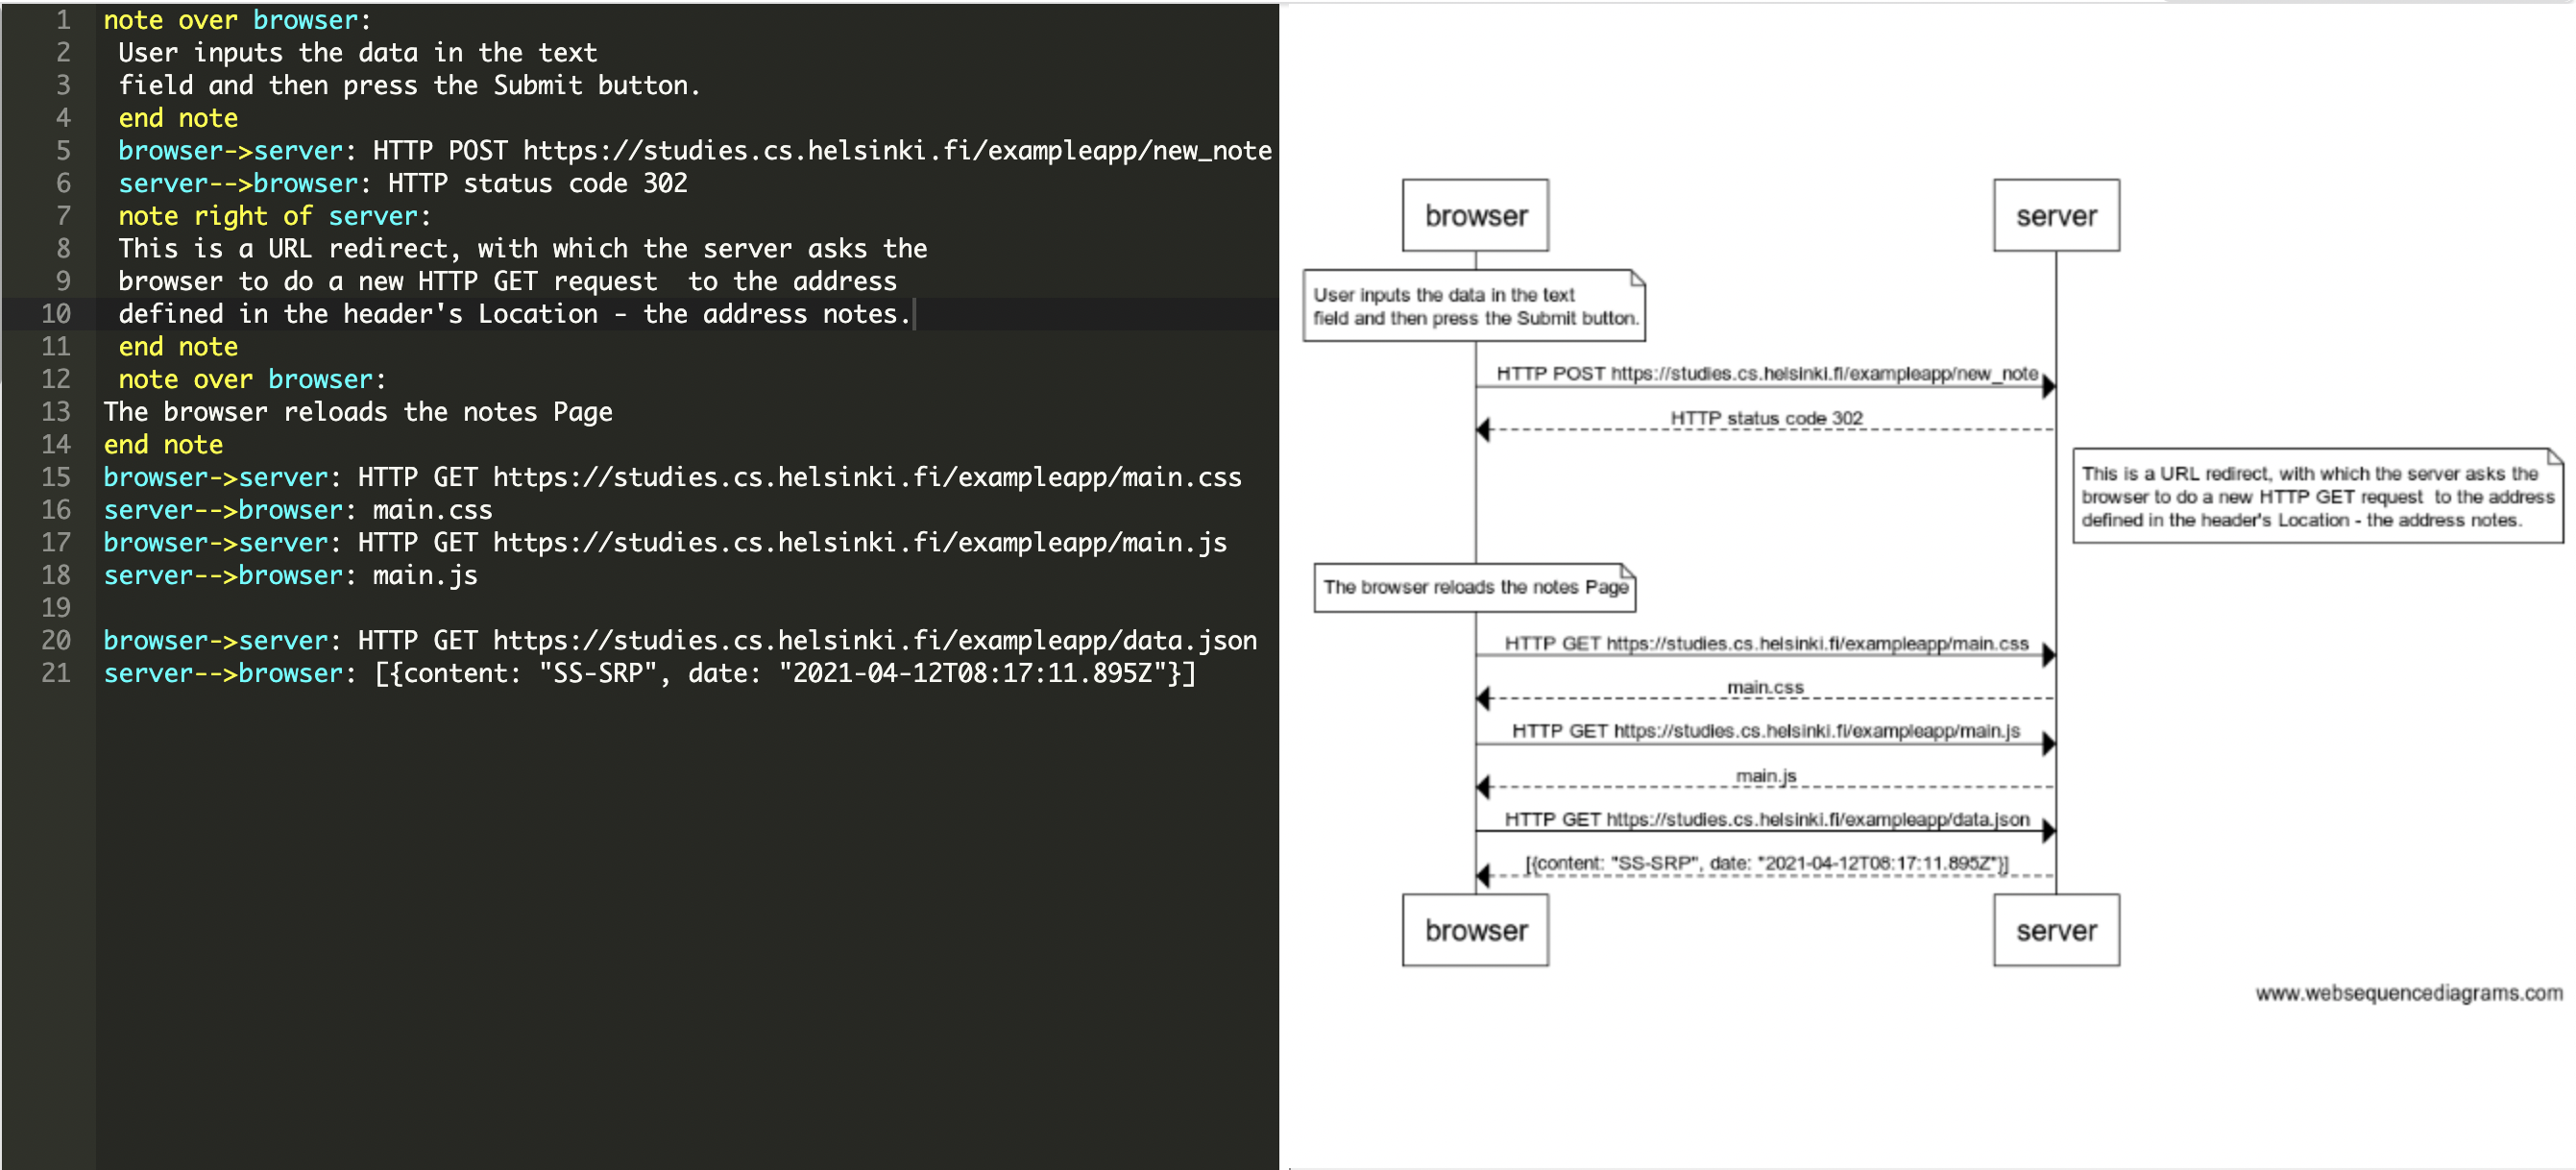 1 note over browser:
2 User inputs the data in the text
3 field and then press the Submit button.
4 end note
5 browser->server: HTTP POST https://studies.cs.helsinki.fi/exampleapp/new_note
6 server-->browser: HTTP status code 302
7 note right of server:
8 This is a URL redirect, with which the server asks the
9 browser to do a new HTTP GET request  to the address
10 defined in the header's Location - the address notes.
11 end note
12 note over browser:
13 The browser reloads the notes Page
14 end note
15 browser->server: HTTP GET https://studies.cs.helsinki.fi/exampleapp/main.css
16 server-->browser: main.css
17 browser->server: HTTP GET https://studies.cs.helsinki.fi/exampleapp/main.js
18 server-->browser: main.js
19
20 browser->server: HTTP GET https://studies.cs.helsinki.fi/exampleapp/data.json
21 server-->browser: [{content: "SS-SRP", date: "2021-04-12T08:17:11.895Z"}]
browser
server
User inputs the data in the text
field and then press the Submit button.
HTTP POST https://studies.cs.helsinki.fi/exampleapp/new_note
HTTP status code 302
This is a URL redirect, with which the server asks the
browser to do a new HTTP GET request  to the address
defined in the header's Location - the address notes.
The browser reloads the notes Page
HTTP GET https://studies.cs.helsinki.fi/exampleapp/main.css
main.css
HTTP GET https://studies.cs.helsinki.fi/exampleapp/main.js
main.js
HTTP GET https://studies.cs.helsinki.fi/exampleapp/data.json
[{content: "SS-SRP", date: "2021-04-12T08:17:11.895Z"}]
browser
server
www.websequencediagrams.com